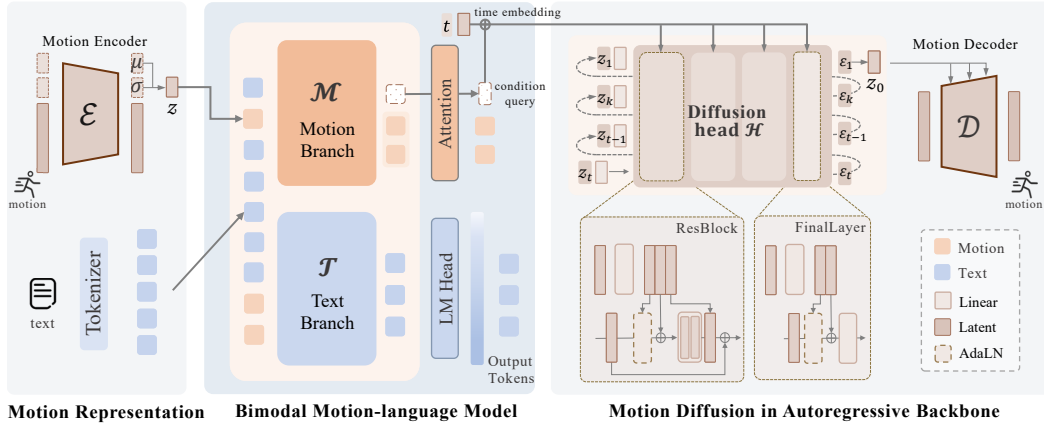 Motion Encoder
μ
σ
z
ℰ
motion
text
Tokenizer
Motion Representation
ℳ
Motion
Branch
𝒯
Text
Branch
t
time embedding
condition
query
Attention
LM Head
Output
Tokens
Bimodal Motion-language Model
z₁
zₖ
zₜ₋₁
zₜ
Diffusion
head ℋ
ε₁
εₖ
εₜ₋₁
εₜ
z₀
Motion Decoder
𝒟
motion
ResBlock
FinalLayer
Motion
Text
Linear
Latent
AdaLN
Motion Diffusion in Autoregressive Backbone